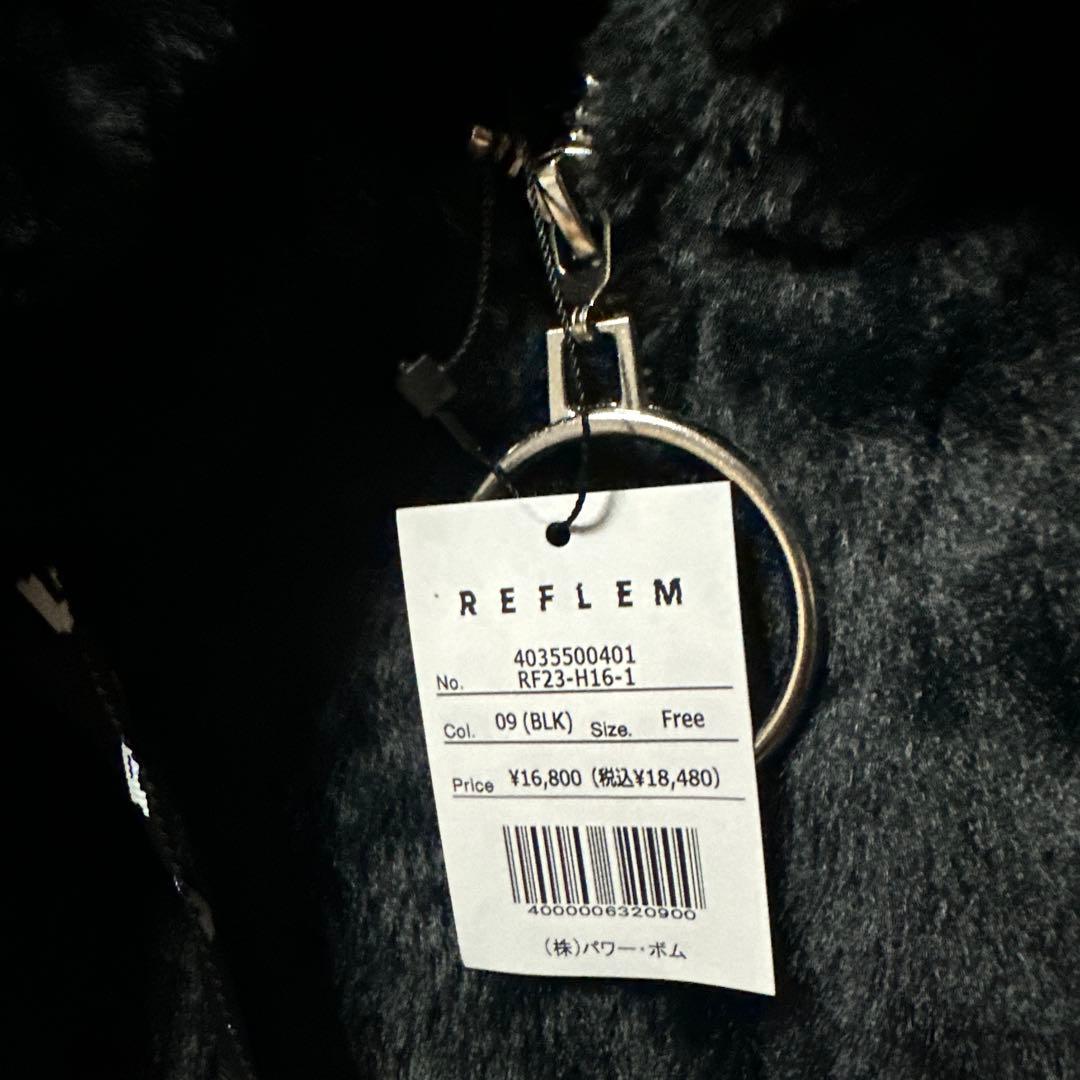 REFLEM
4035500401
No. RF23-H16-1
Col. 09 (BLK) Size. Free
Price ¥16,800 (税込¥18,480)
4000006320900
(株)パワー・ボム